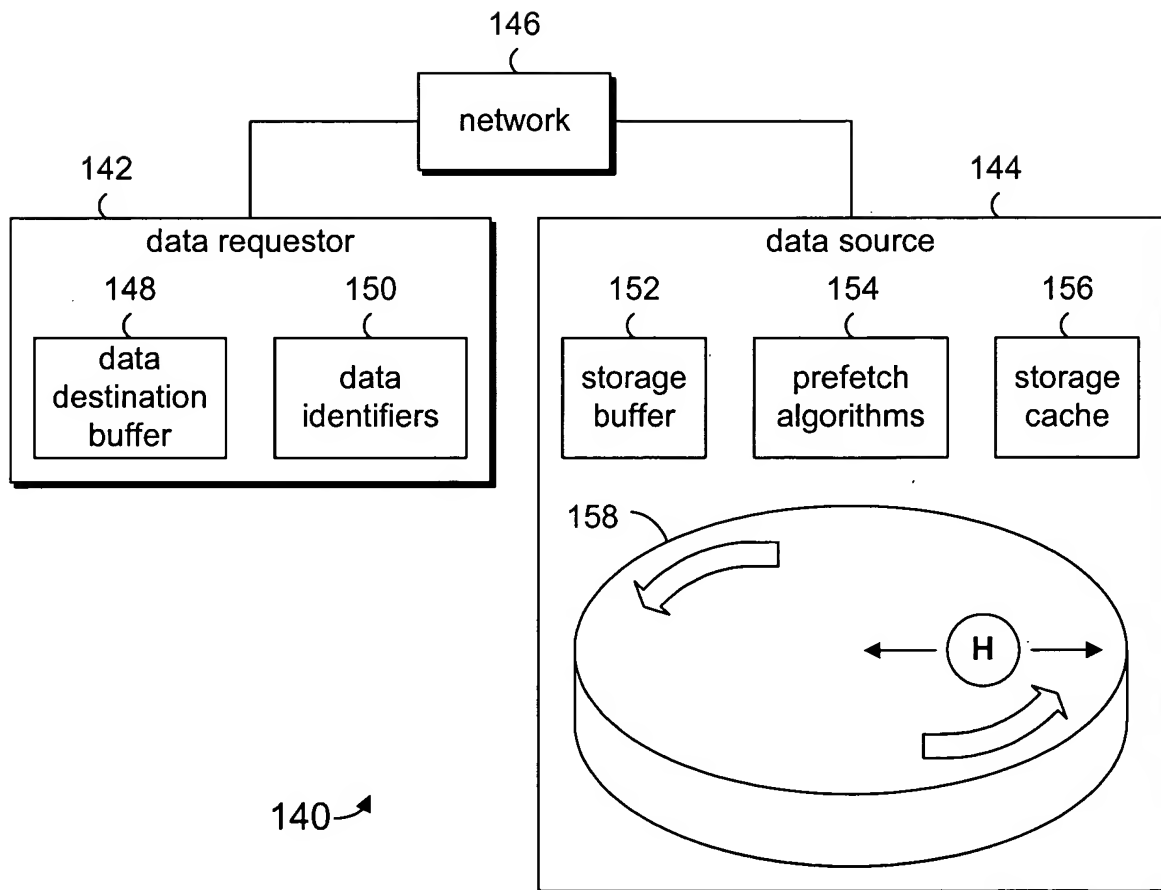 146
network
142
144
data requestor
data source
148
150
152
154
156
data
destination
buffer
data
identifiers
storage
buffer
prefetch
algorithms
storage
cache
158
H
140